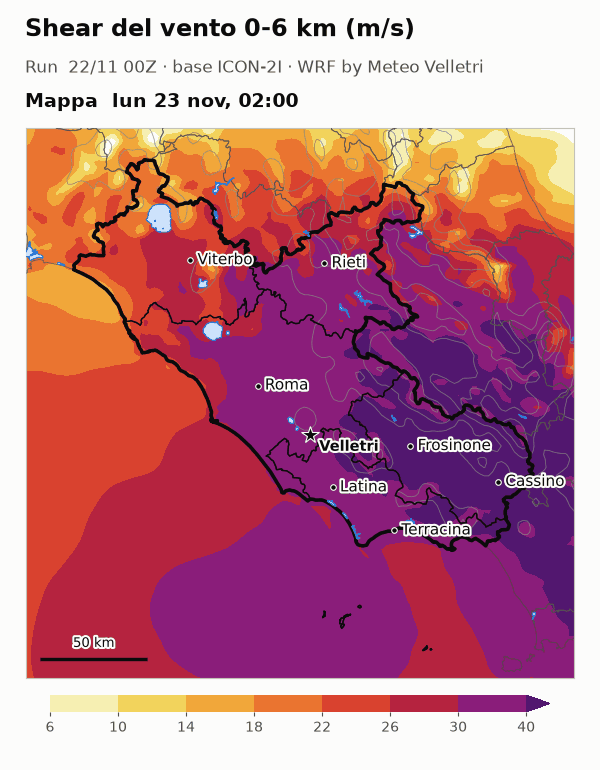 Shear del vento 0-6 km (m/s)
Run  22/11 00Z · base ICON-2I · WRF by Meteo Velletri
Mappa  lun 23 nov, 02:00
Viterbo
Rieti
Roma
Velletri
Frosinone
Latina
Cassino
Terracina
50 km
6 10 14 18 22 26 30 40